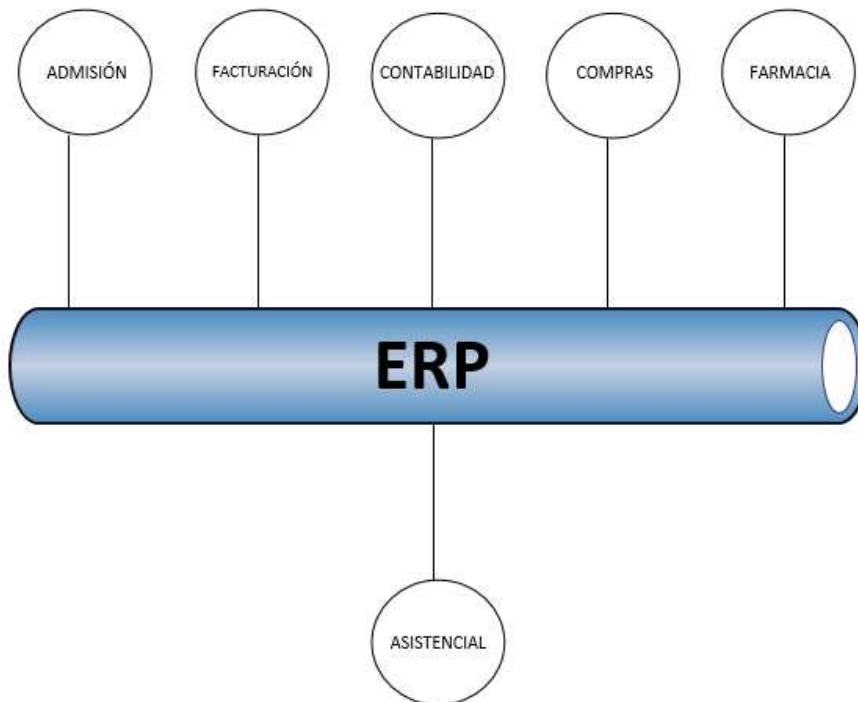 ADMISIÓN
FACTURACIÓN
CONTABILIDAD
COMPRAS
FARMACIA
ERP
ASISTENCIAL